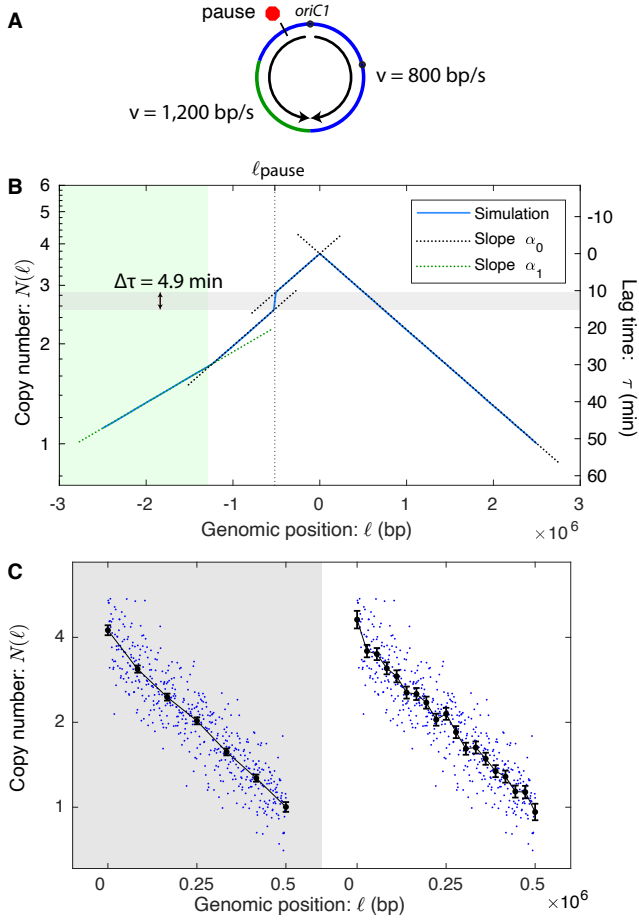 A
pause
oriC1
v = 800 bp/s
v = 1,200 bp/s
ℓpause
B
6
5
4
3
2
1
Copy number: N(ℓ)
Δτ = 4.9 min
Simulation
Slope α0
Slope α1
-10
0
10
20
30
40
50
60
Lag time: τ (min)
-3 -2 -1 0 1 2 3
Genomic position: ℓ (bp)
×10^6
C
4
2
1
Copy number: N(ℓ)
0 0.25 0.5 0 0.25 0.5
Genomic position: ℓ (bp)
×10^6